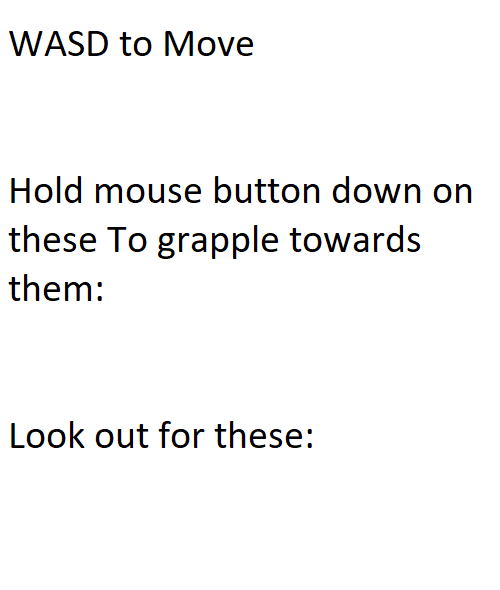 WASD to Move
Hold mouse button down on
these To grapple towards
them:
Look out for these: